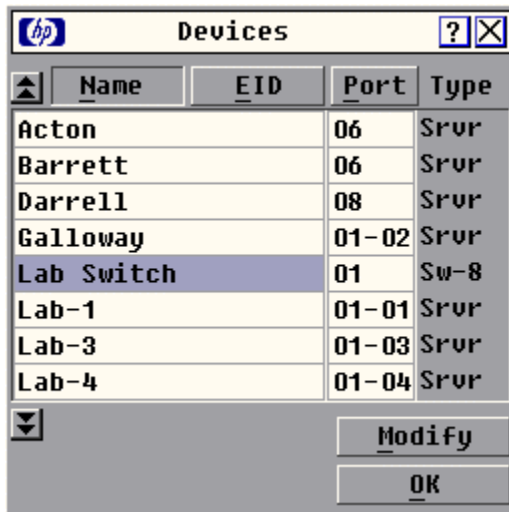 hp Devices ?
Name EID Port Type
Acton 06 Srvr
Barrett 06 Srvr
Darrell 08 Srvr
Galloway 01-02 Srvr
Lab Switch 01 Sw-8
Lab-1 01-01 Srvr
Lab-3 01-03 Srvr
Lab-4 01-04 Srvr
Modify
OK